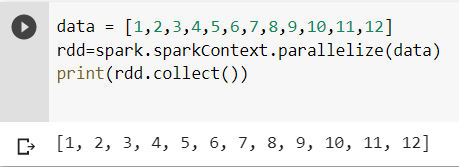 data = [1,2,3,4,5,6,7,8,9,10,11,12]
rdd=spark.sparkContext.parallelize(data)
print(rdd.collect())
[1, 2, 3, 4, 5, 6, 7, 8, 9, 10, 11, 12]